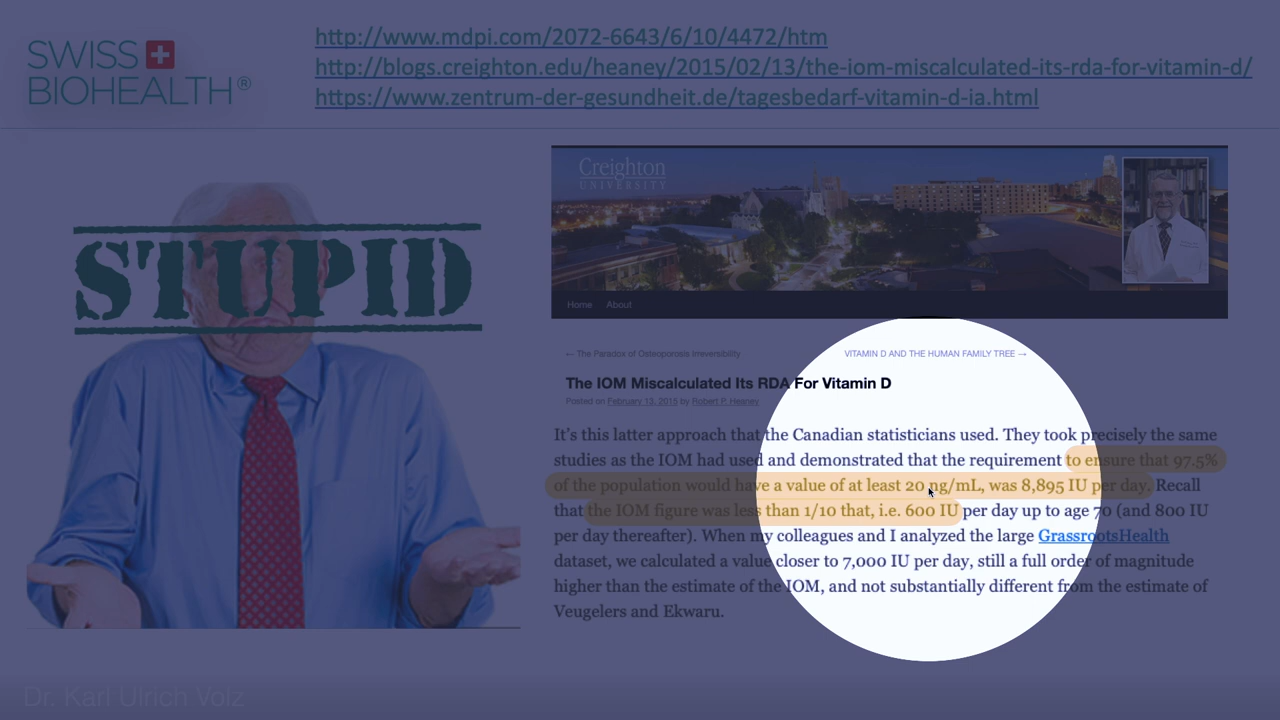 SWISS
BIOHEALTH®
http://www.mdpi.com/2072-6643/6/10/4472/htm
http://blogs.creighton.edu/heaney/2015/02/13/the-iom-miscalculated-its-rda-for-vitamin-d/
https://www.zentrum-der-gesundheit.de/tagesbedarf-vitamin-d-ia.html
STUPID
Creighton
UNIVERSITY
Home About
← The Paradox of Osteoporosis Irreversibility VITAMIN D AND THE HUMAN FAMILY TREE →
The IOM Miscalculated Its RDA For Vitamin D
Posted on February 13, 2015 by Robert P. Heaney
It's this latter approach that the Canadian statisticians used. They took precisely the same
studies as the IOM had used and demonstrated that the requirement to ensure that 97.5%
of the population would have a value of at least 20 ng/mL, was 8,895 IU per day. Recall
that the IOM figure was less than 1/10 that, i.e. 600 IU per day up to age 70 (and 800 IU
per day thereafter). When my colleagues and I analyzed the large GrassrootsHealth
dataset, we calculated a value closer to 7,000 IU per day, still a full order of magnitude
higher than the estimate of the IOM, and not substantially different from the estimate of
Veugelers and Ekwaru.
Dr. Karl Ulrich Volz